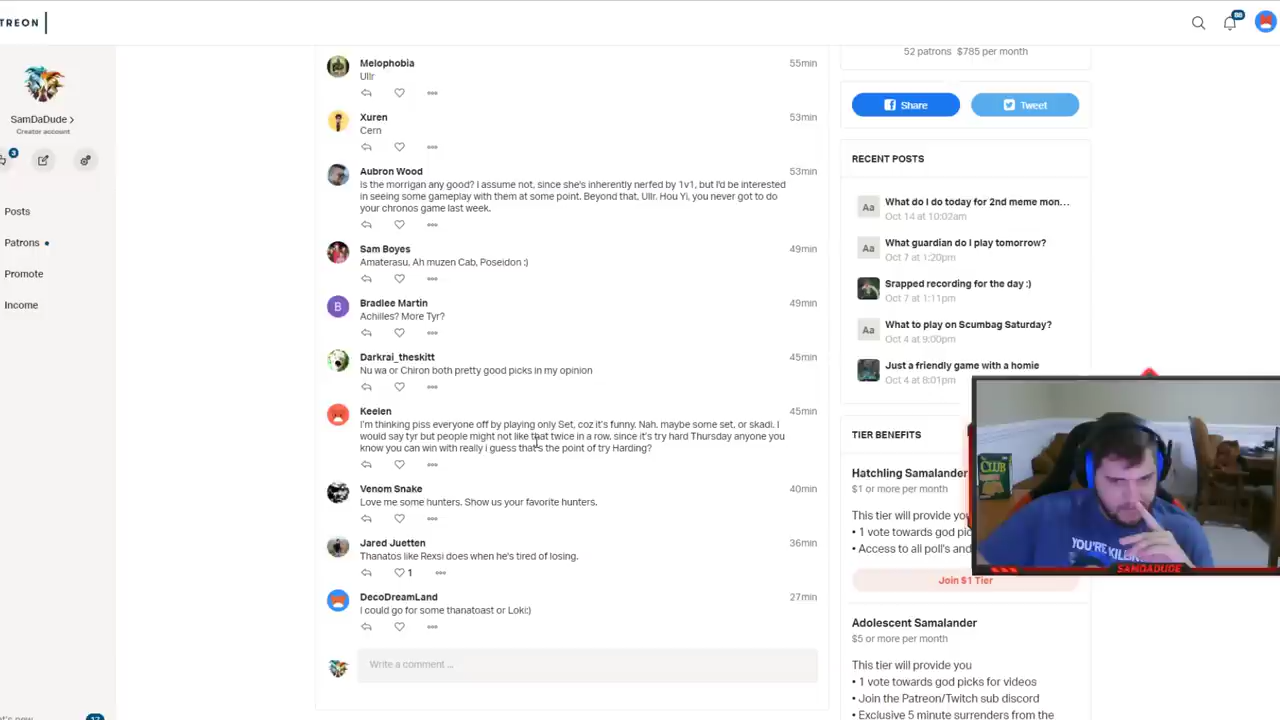 TREON
88
SamDaDude
Creator account
3
Posts
Patrons
Promote
Income
Melophobia
55min
Ullr
Xuren
53min
Cern
Aubron Wood
53min
Is the morrigan any good? I assume not, since she's inherently nerfed by 1v1, but I'd be interested
in seeing some gameplay with them at some point. Beyond that, Ullr. Hou Yi, you never got to do
your chronos game last week.
Sam Boyes
49min
Amaterasu, Ah muzen Cab, Poseidon :)
B
Bradlee Martin
49min
Achilles? More Tyr?
Darkrai_theskitt
45min
Nu wa or Chiron both pretty good picks in my opinion
Keelen
45min
I'm thinking piss everyone off by playing only Set, coz it's funny. Nah. maybe some set, or skadi. I
would say tyr but people might not like that twice in a row, since it's try hard Thursday anyone you
know you can win with really i guess that's the point of try Harding?
Venom Snake
40min
Love me some hunters. Show us your favorite hunters.
Jared Juetten
36min
Thanatos like Rexsi does when he's tired of losing.
1
DecoDreamLand
27min
I could go for some thanatoast or Loki:)
Write a comment ...
52 patrons $785 per month
Share
Tweet
RECENT POSTS
Aa
What do I do today for 2nd meme mon...
Oct 14 at 10:02am
Aa
What guardian do I play tomorrow?
Oct 7 at 1:20pm
Srapped recording for the day :)
Oct 7 at 1:11pm
Aa
What to play on Scumbag Saturday?
Oct 4 at 9:00pm
Just a friendly game with a homie
Oct 4 at 8:01pm
TIER BENEFITS
Hatchling Samalander
$1 or more per month
This tier will provide you
• 1 vote towards god pic
• Access to all poll's and
Join $1 Tier
Adolescent Samalander
$5 or more per month
This tier will provide you
• 1 vote towards god picks for videos
• Join the Patreon/Twitch sub discord
• Exclusive 5 minute surrenders from the
CLUB
YOU'RE
SAMDADUDE